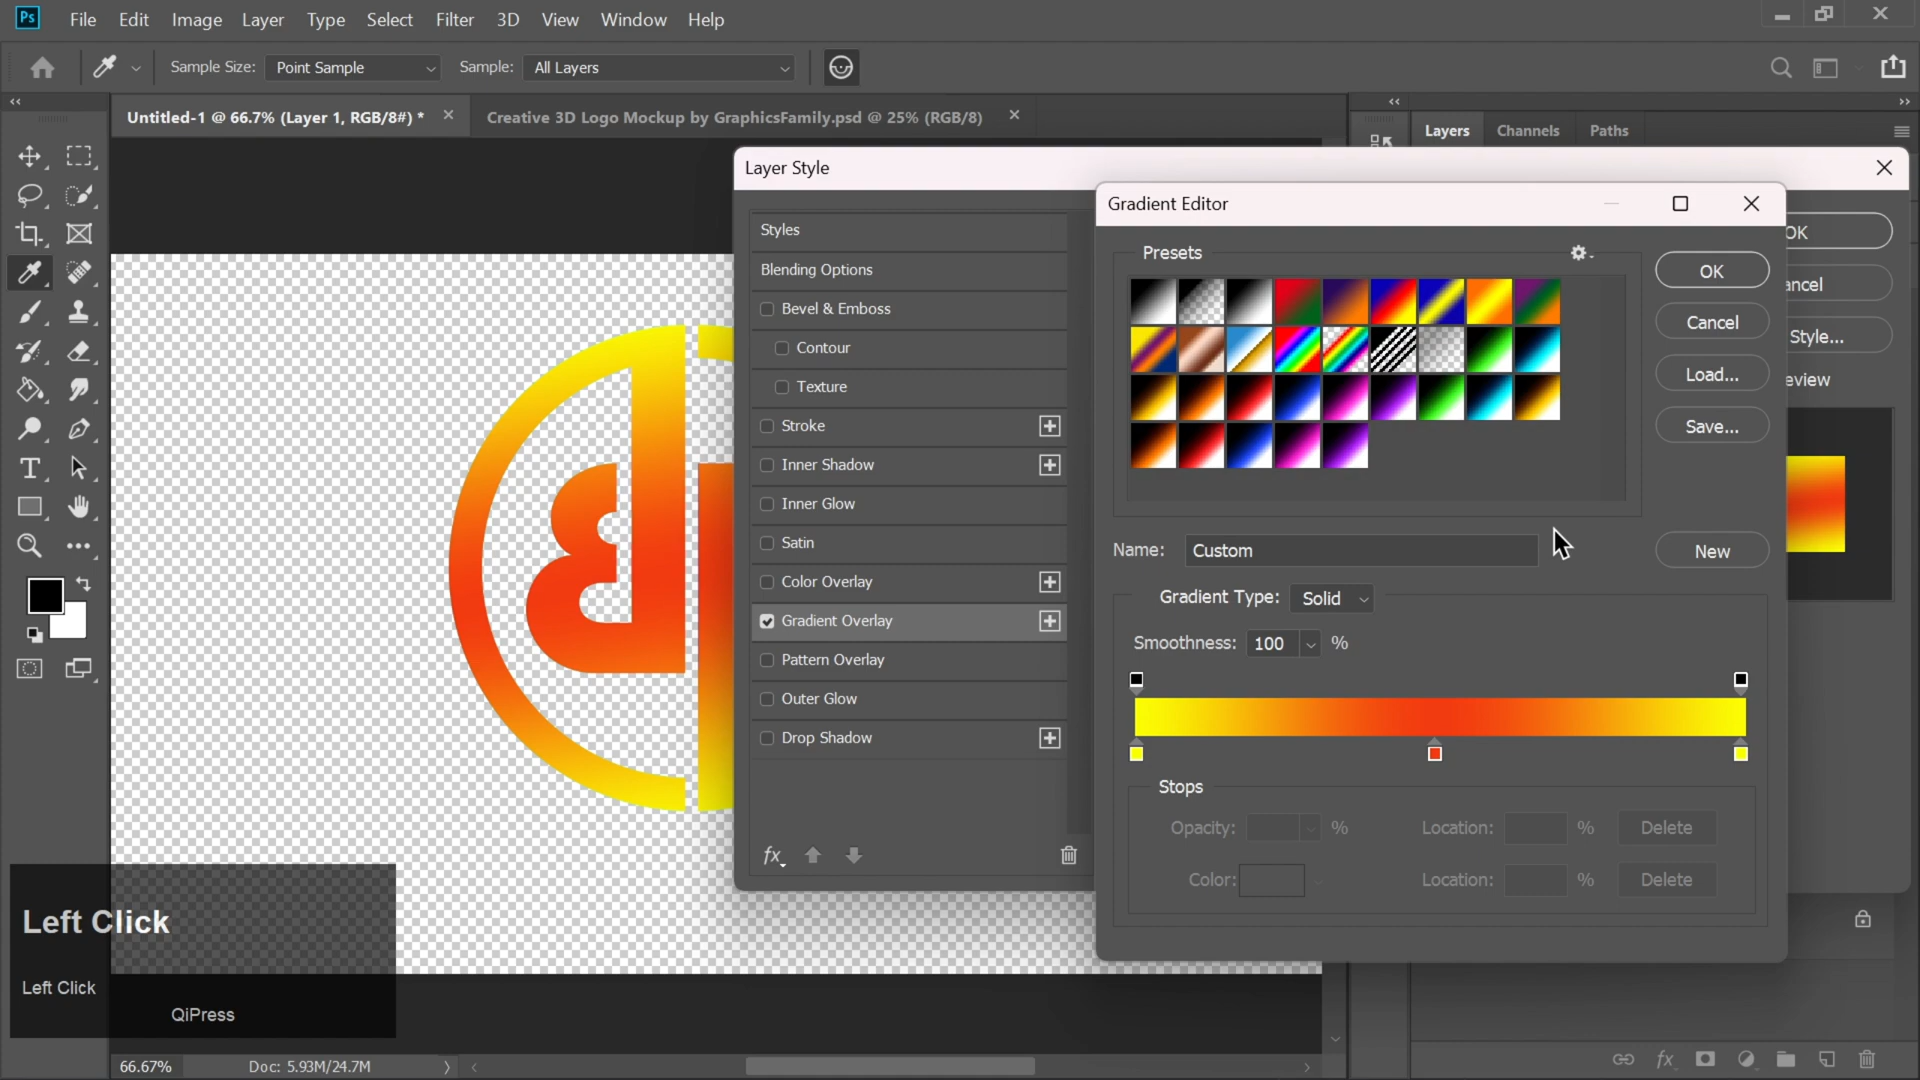 Ps File Edit Image Layer Type Select Filter 3D View Window Help
Sample Size: Point Sample Sample: All Layers
Untitled-1 @ 66.7% (Layer 1, RGB/8#) * Creative 3D Logo Mockup by GraphicsFamily.psd @ 25% (RGB/8)
Layers Channels Paths
Layer Style
Gradient Editor
Styles
Blending Options
Bevel & Emboss
Contour
Texture
Stroke
Inner Shadow
Inner Glow
Satin
Color Overlay
Gradient Overlay
Pattern Overlay
Outer Glow
Drop Shadow
fx
Presets
OK
Cancel
Load...
Save...
Name: Custom
New
Gradient Type: Solid
Smoothness: 100 %
Stops
Opacity: % Location: % Delete
Color: Location: % Delete
OK
ancel
Style...
eview
Left Click
Left Click
QiPress
66.67% Doc: 5.93M/24.7M
fx